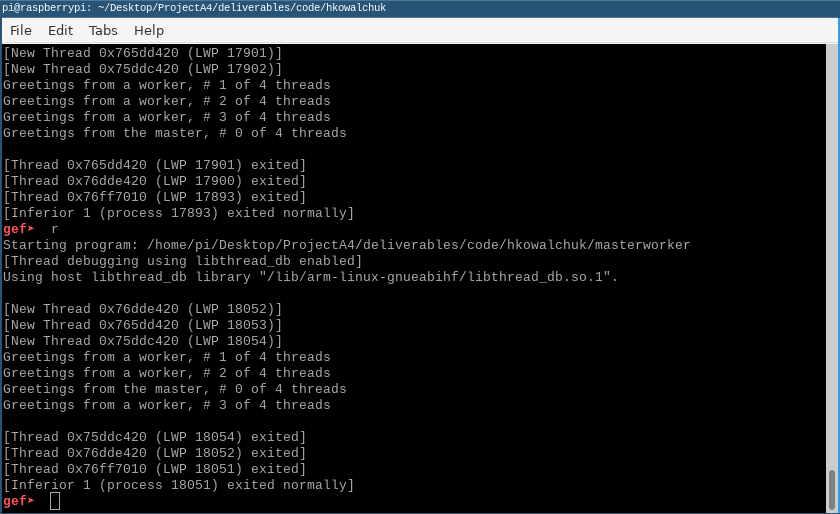 pi@raspberrypi: ~/Desktop/ProjectA4/deliverables/code/hkowalchuk
File Edit Tabs Help
[New Thread 0x765dd420 (LWP 17901)]
[New Thread 0x75ddc420 (LWP 17902)]
Greetings from a worker, # 1 of 4 threads
Greetings from a worker, # 2 of 4 threads
Greetings from a worker, # 3 of 4 threads
Greetings from the master, # 0 of 4 threads
[Thread 0x765dd420 (LWP 17901) exited]
[Thread 0x76dde420 (LWP 17900) exited]
[Thread 0x76ff7010 (LWP 17893) exited]
[Inferior 1 (process 17893) exited normally]
gef➤  r
Starting program: /home/pi/Desktop/ProjectA4/deliverables/code/hkowalchuk/masterworker
[Thread debugging using libthread_db enabled]
Using host libthread_db library "/lib/arm-linux-gnueabihf/libthread_db.so.1".
[New Thread 0x76dde420 (LWP 18052)]
[New Thread 0x765dd420 (LWP 18053)]
[New Thread 0x75ddc420 (LWP 18054)]
Greetings from a worker, # 1 of 4 threads
Greetings from a worker, # 2 of 4 threads
Greetings from the master, # 0 of 4 threads
Greetings from a worker, # 3 of 4 threads
[Thread 0x75ddc420 (LWP 18054) exited]
[Thread 0x76dde420 (LWP 18052) exited]
[Thread 0x76ff7010 (LWP 18051) exited]
[Inferior 1 (process 18051) exited normally]
gef➤